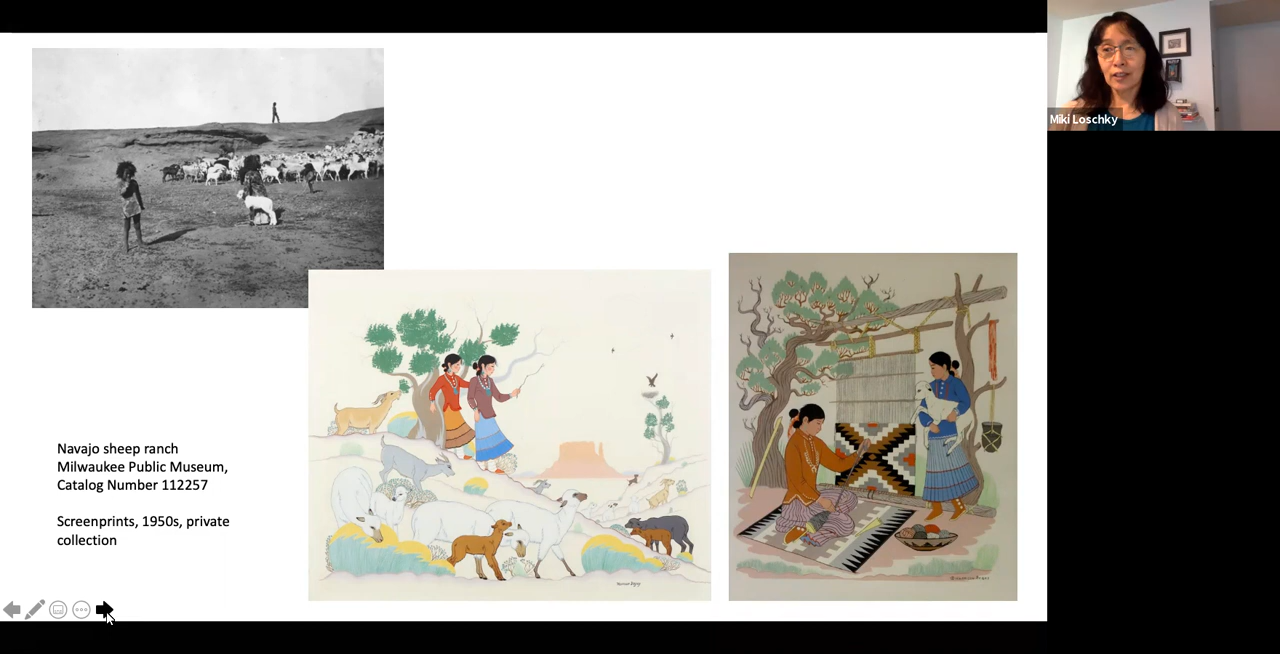 Miki Loschky
Navajo sheep ranch
Milwaukee Public Museum,
Catalog Number 112257
Screenprints, 1950s, private
collection